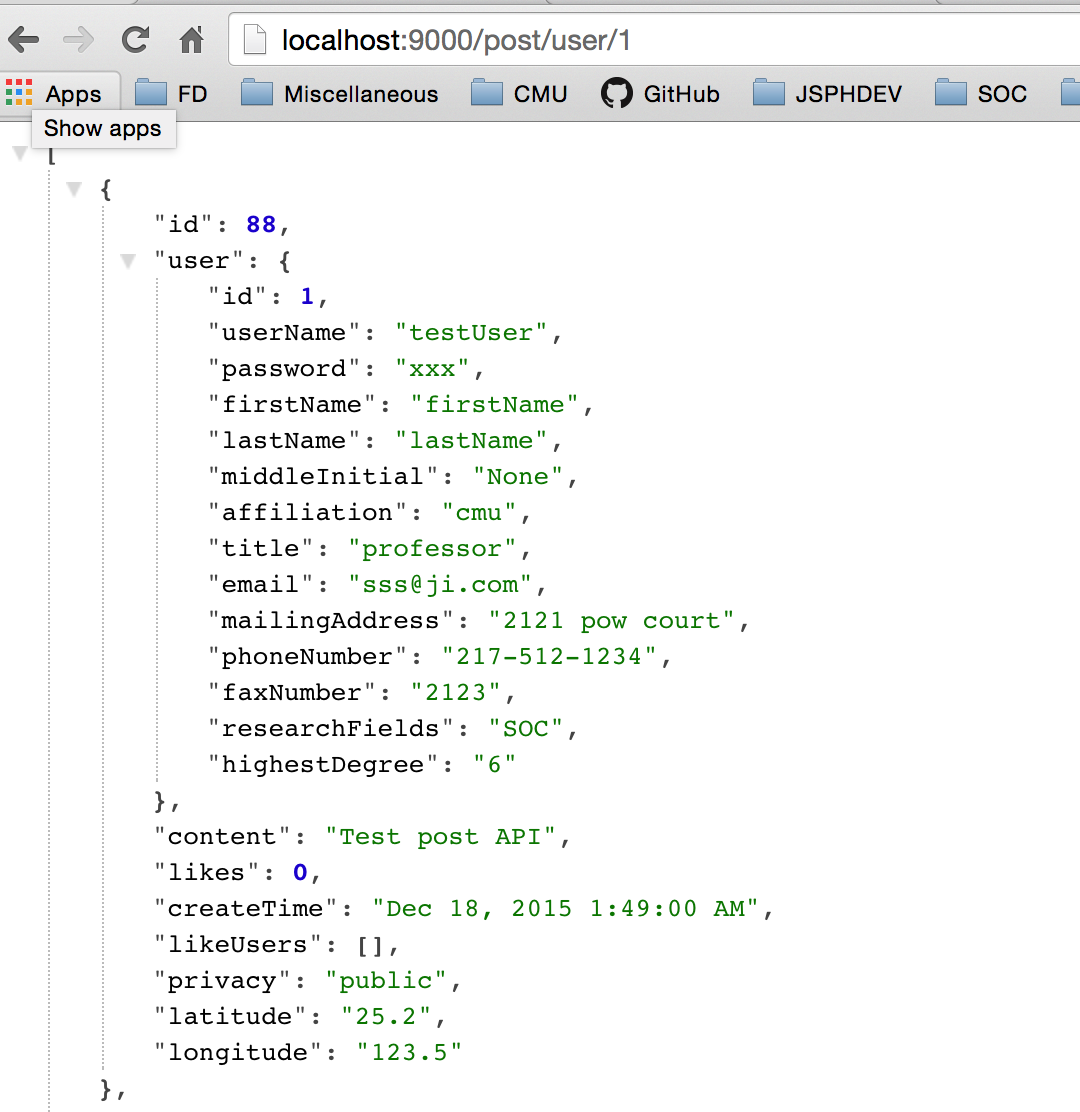 localhost:9000/post/user/1
Apps FD Miscellaneous CMU GitHub JSPHDEV SOC
Show apps
[
{
"id": 88,
"user": {
"id": 1,
"userName": "testUser",
"password": "xxx",
"firstName": "firstName",
"lastName": "lastName",
"middleInitial": "None",
"affiliation": "cmu",
"title": "professor",
"email": "sss@ji.com",
"mailingAddress": "2121 pow court",
"phoneNumber": "217-512-1234",
"faxNumber": "2123",
"researchFields": "SOC",
"highestDegree": "6"
},
"content": "Test post API",
"likes": 0,
"createTime": "Dec 18, 2015 1:49:00 AM",
"likeUsers": [],
"privacy": "public",
"latitude": "25.2",
"longitude": "123.5"
},